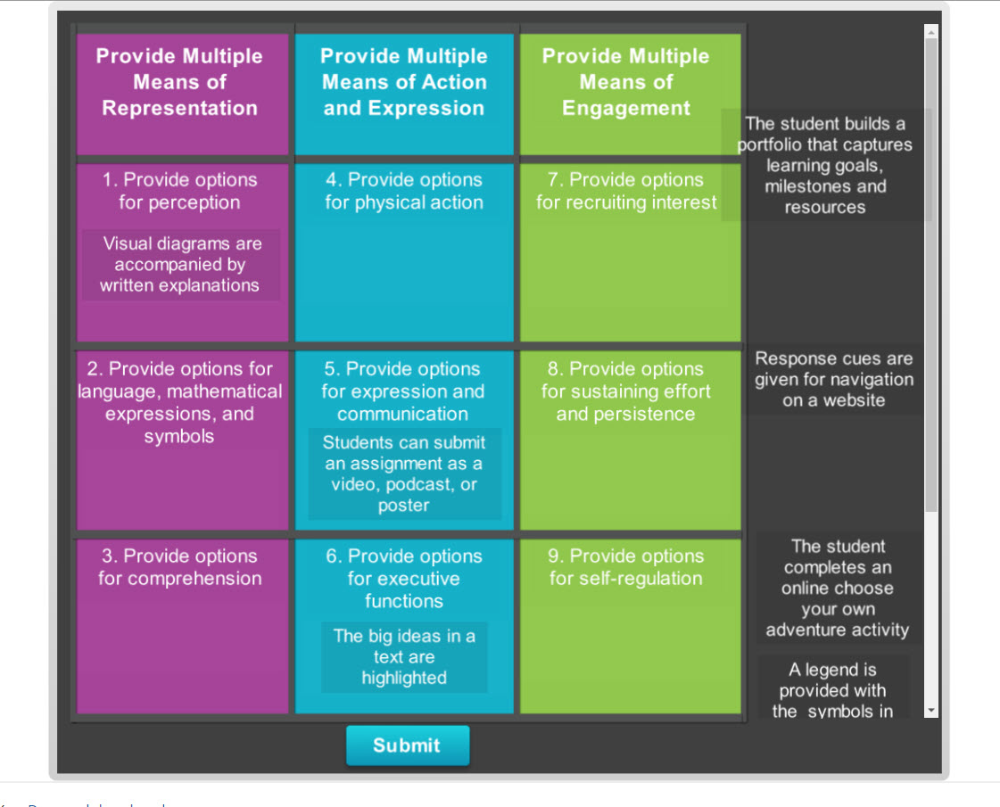 Provide Multiple
Means of
Representation
Provide Multiple
Means of Action
and Expression
Provide Multiple
Means of
Engagement
The student builds a
portfolio that captures
learning goals,
milestones and
resources
1. Provide options
for perception
Visual diagrams are
accompanied by
written explanations
4. Provide options
for physical action
7. Provide options
for recruiting interest
2. Provide options for
language, mathematical
expressions, and
symbols
5. Provide options
for expression and
communication
Students can submit
an assignment as a
video, podcast, or
poster
8. Provide options
for sustaining effort
and persistence
Response cues are
given for navigation
on a website
3. Provide options
for comprehension
6. Provide options
for executive
functions
The big ideas in a
text are
highlighted
9. Provide options
for self-regulation
The student
completes an
online choose
your own
adventure activity
A legend is
provided with
the symbols in
Submit